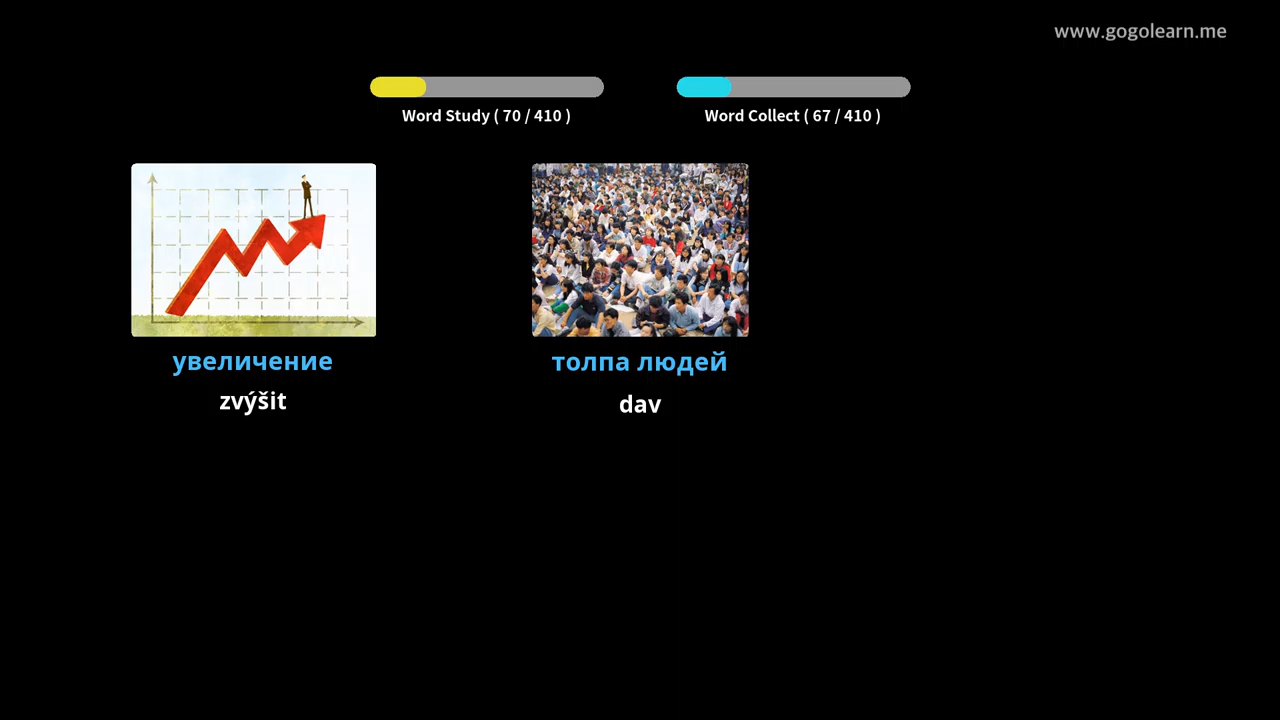 www.gogolearn.me
Word Study ( 70 / 410 )
Word Collect ( 67 / 410 )
увеличение
zvýšit
толпа людей
dav